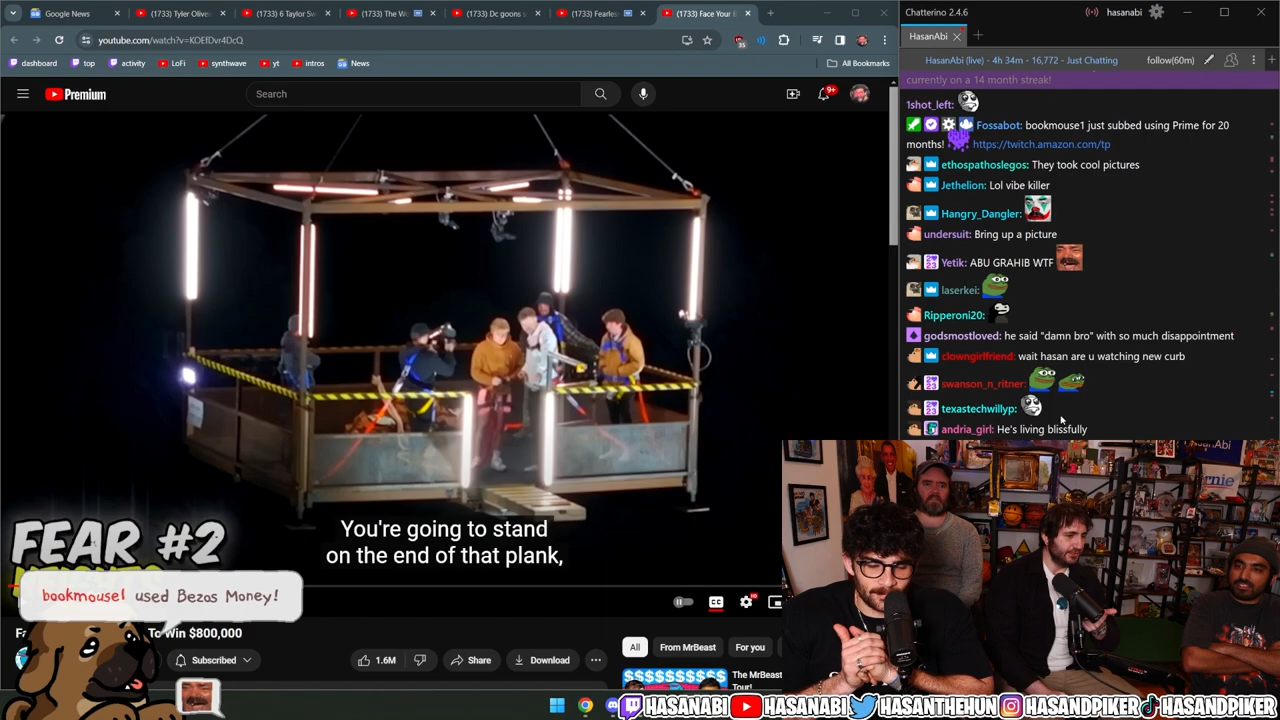 Google News
(1733) Tyler Olive
(1733) 6 Taylor Sw
(1733) The W
(1733) Dc goons s
(1733) Fearles
(1733) Face Your
youtube.com/watch?v=KOEfDvr4DcQ
dashboard
top
activity
LoFi
synthwave
yt
intros
News
All Bookmarks
Premium
Search
9+
FEAR #2
You're going to stand
on the end of that plank,
bookmouse1 used Bezos Money!
To Win $800,000
Subscribed
1.6M
Share
Download
All
From MrBeast
For you
$$$$$$$$$
The MrBeast
Tour!
Chatterino 2.4.6
hasanabi
HasanAbi
HasanAbi (live) - 4h 34m - 16,772 - Just Chatting
follow(60m)
currently on a 14 month streak!
1shot_left:
Fossabot: bookmouse1 just subbed using Prime for 20
months! https://twitch.amazon.com/tp
ethospathoslegos: They took cool pictures
Jethelion: Lol vibe killer
Hangry_Dangler:
undersuit: Bring up a picture
Yetik: ABU GRAHIB WTF
laserkei:
Ripperoni20:
godsmostloved: he said "damn bro" with so much disappointment
clowngirlfriend: wait hasan are u watching new curb
swanson_n_ritner:
texastechwillyp:
andria_girl: He's living blissfully
HASANABI
HASANABI
HASANTHEHUN
HASANDPIKER
HASANDPIKER